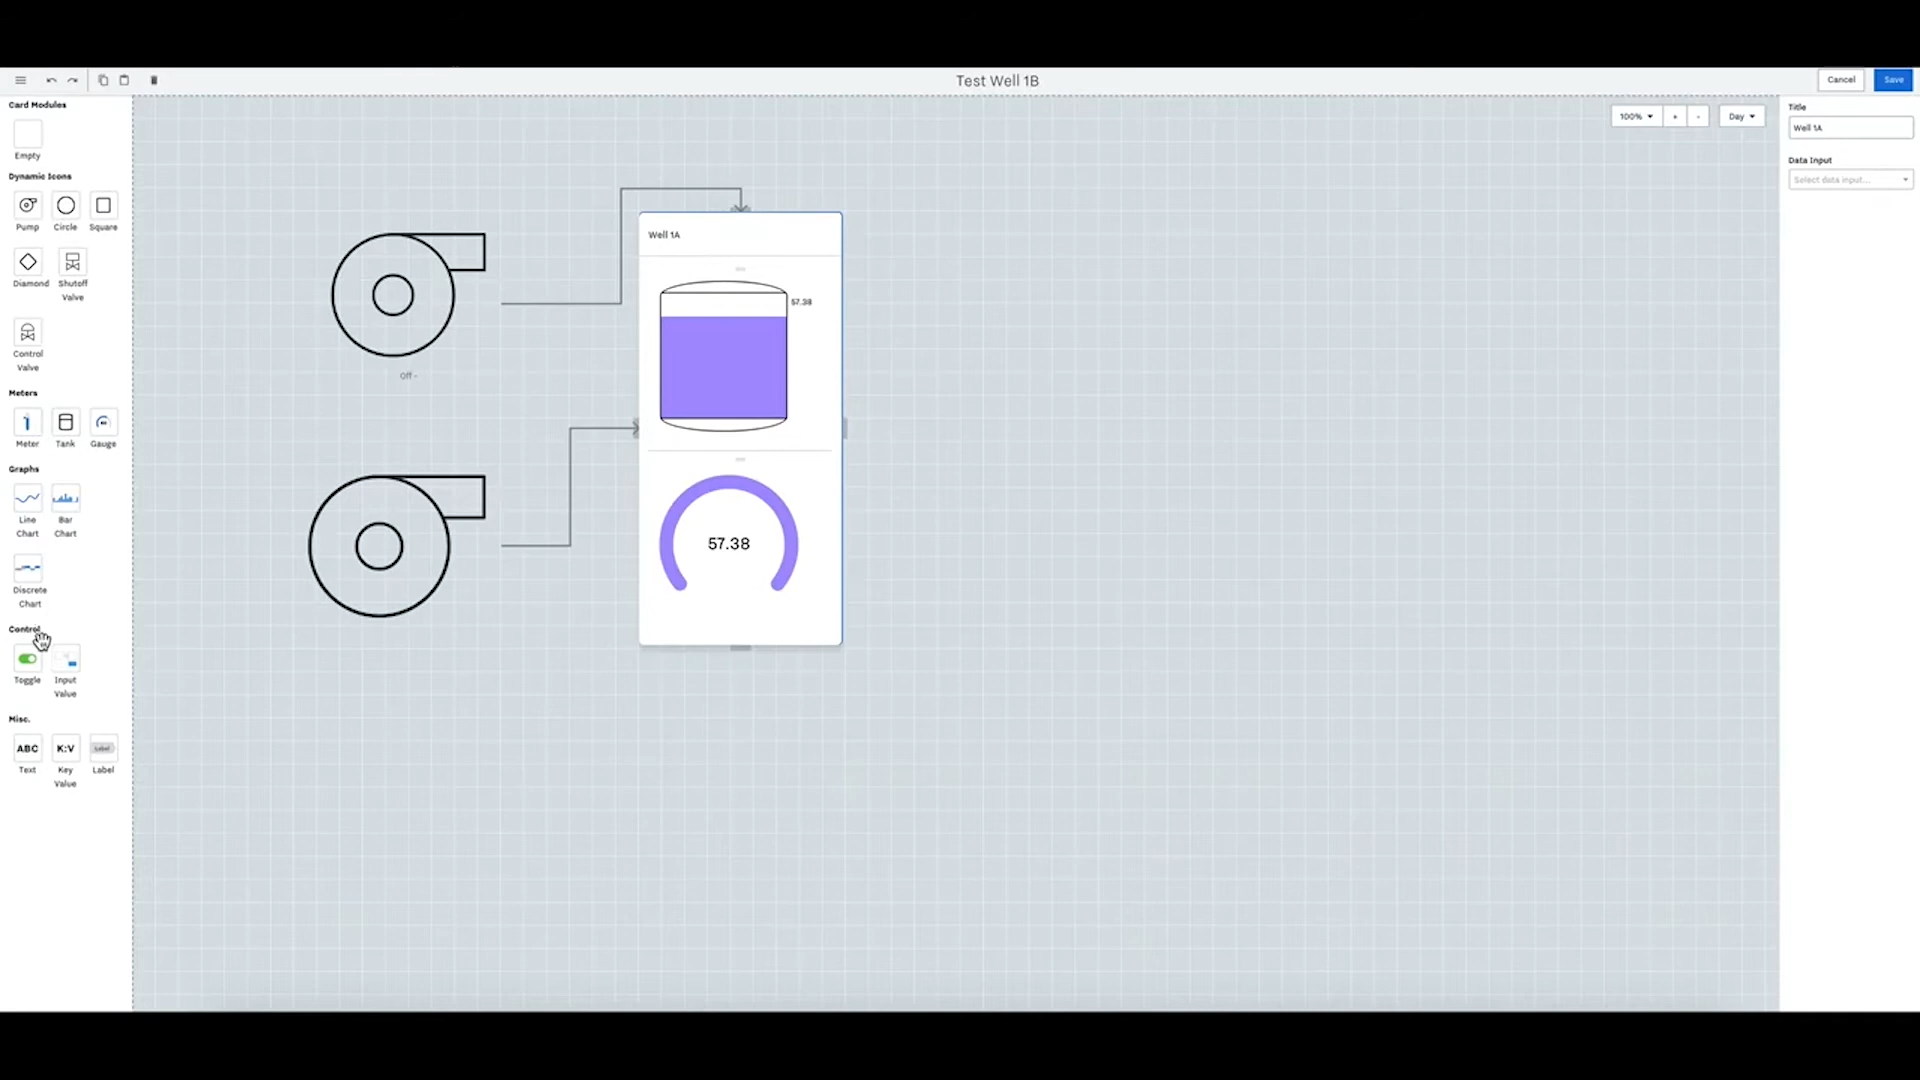 Test Well 1B
Cancel
Save
Card Modules
Empty
Dynamic Icons
Pump
Circle
Square
Diamond
Shutoff
Valve
Control
Valve
Meters
Meter
Tank
Gauge
Graphs
Line
Chart
Bar
Chart
Discrete
Chart
Control
Toggle
Input
Value
Misc.
ABC
Text
K:V
Key
Value
Label
Label
Off -
Well 1A
57.38
57.38
100%
+
-
Day
Title
Well 1A
Data Input
Select data input...